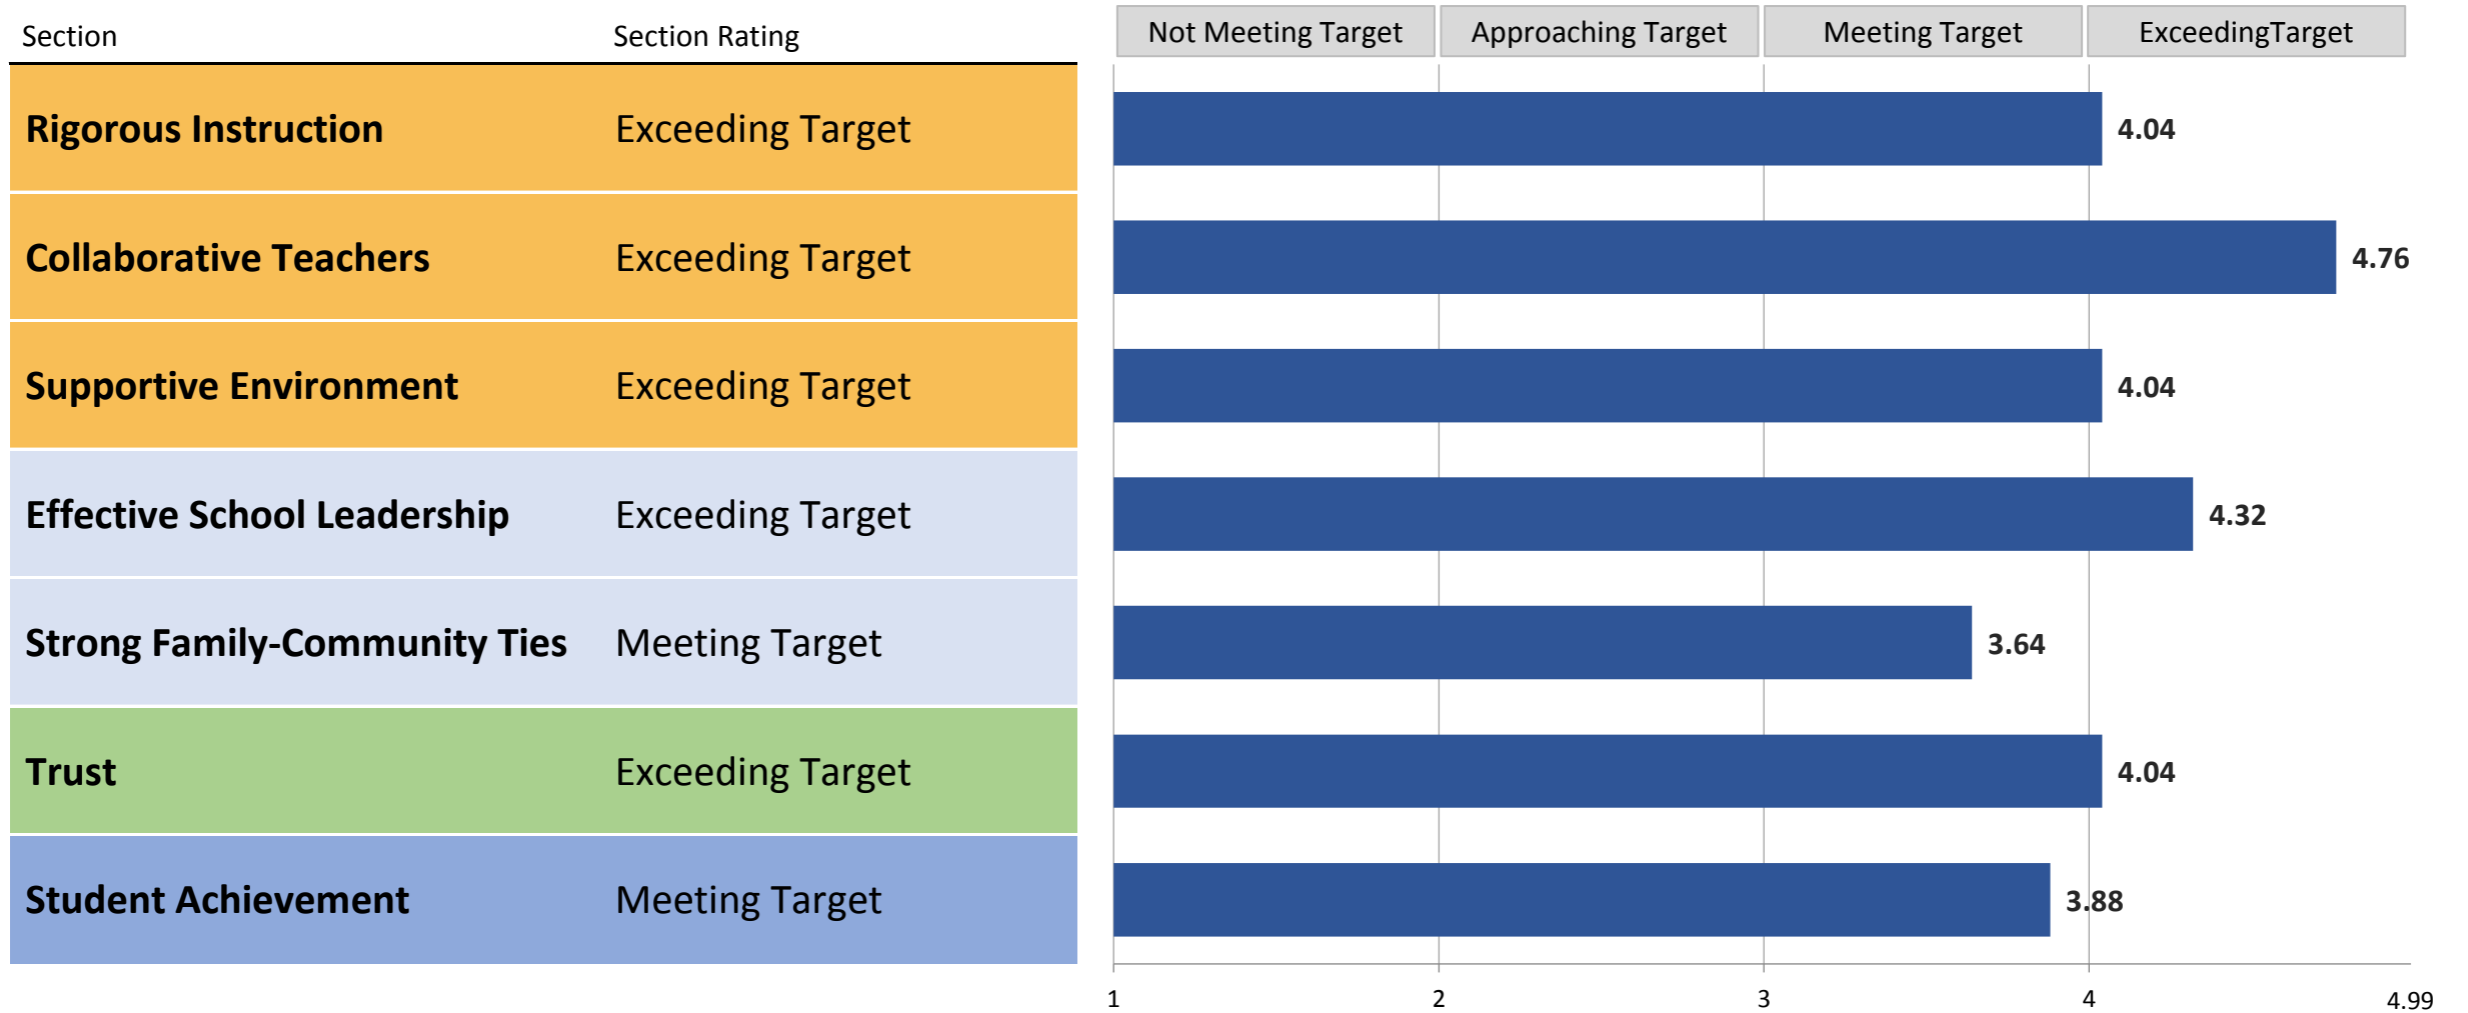 Section Section Rating Not Meeting Target Approaching Target Meeting Target ExceedingTarget
Rigorous Instruction Exceeding Target 4.04
Collaborative Teachers Exceeding Target 4.76
Supportive Environment Exceeding Target 4.04
Effective School Leadership Exceeding Target 4.32
Strong Family-Community Ties Meeting Target 3.64
Trust Exceeding Target 4.04
Student Achievement Meeting Target 3.88
1 2 3 4 4.99